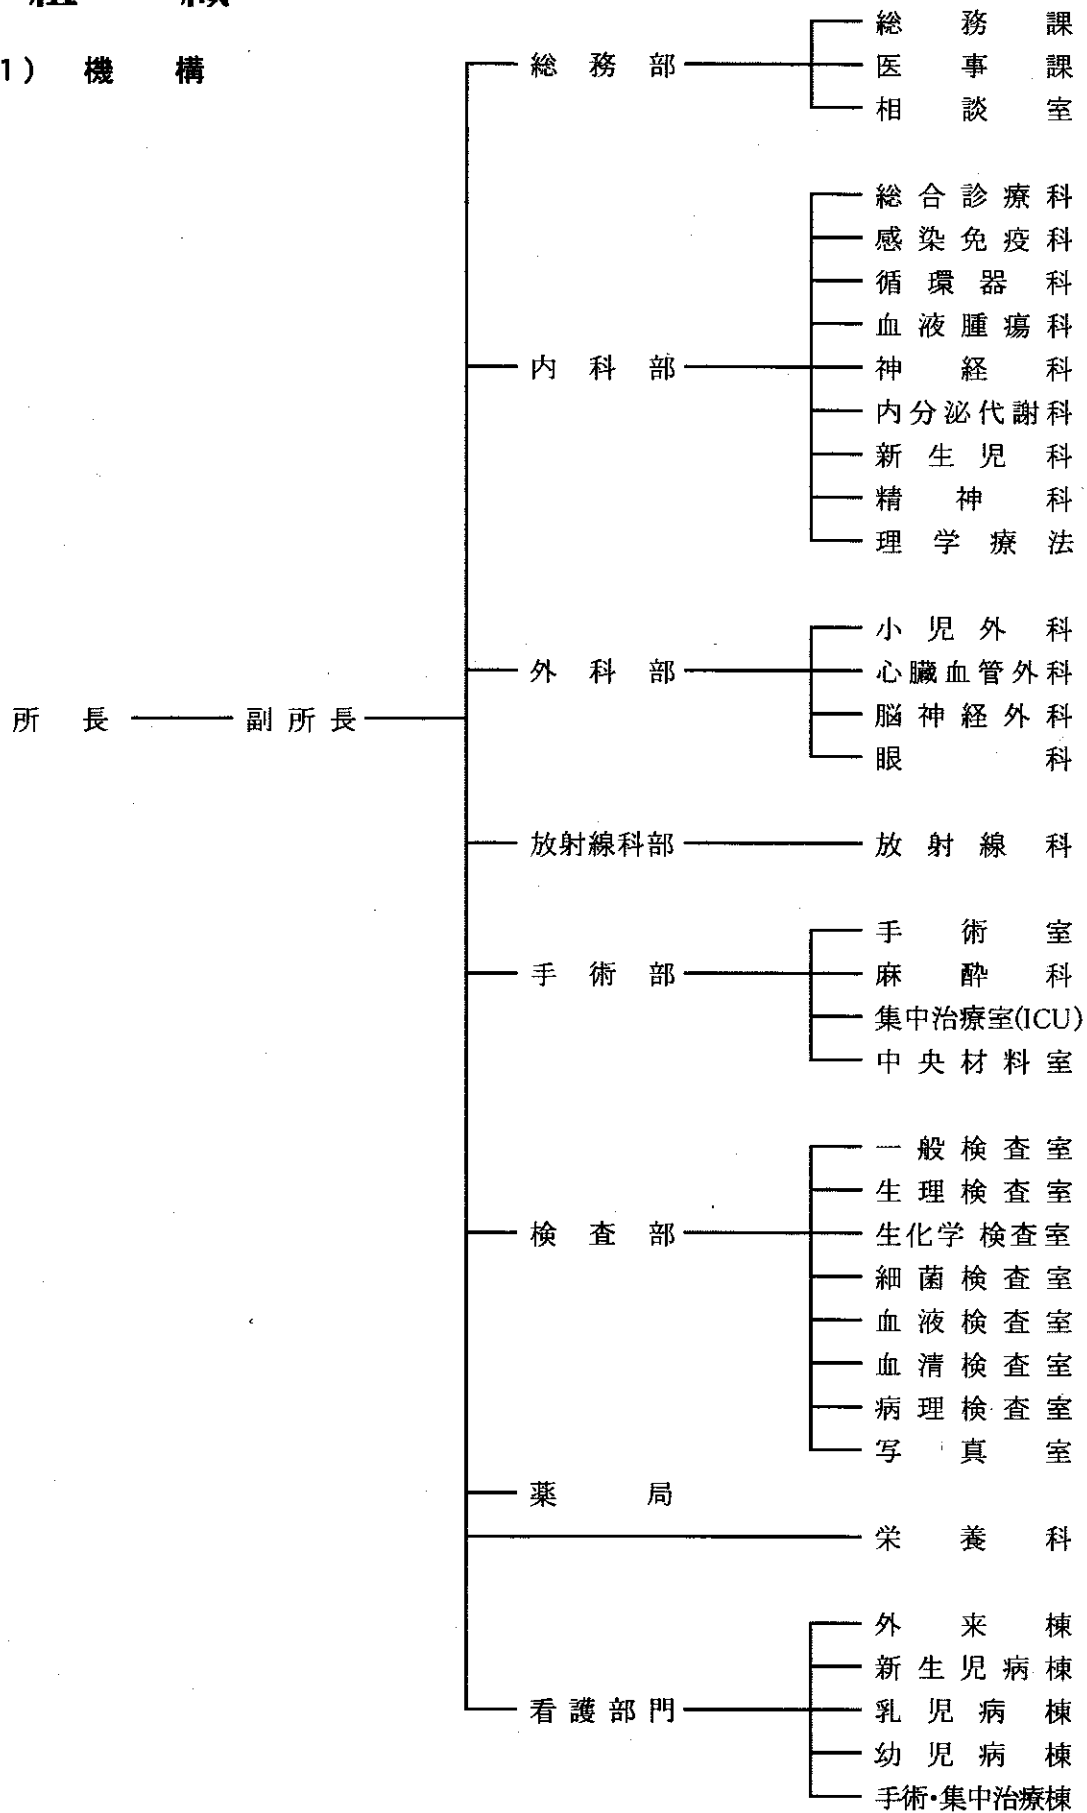 1) 機構
総務部
総務課
医事課
相談室
内科部
総合診療科
感染免疫科
循環器科
血液腫瘍科
神経科
内分泌代謝科
新生児科
精神科
理学療法
外科部
小児外科
心臓血管外科
脳神経外科
眼科
所長
副所長
放射線科部
放射線科
手術部
手術室
麻酔科
集中治療室(ICU)
中央材料室
検査部
一般検査室
生理検査室
生化学検査室
細菌検査室
血液検査室
血清検査室
病理検査室
写真室
薬局
栄養科
看護部門
外来棟
新生児病棟
乳児病棟
幼児病棟
手術・集中治療棟